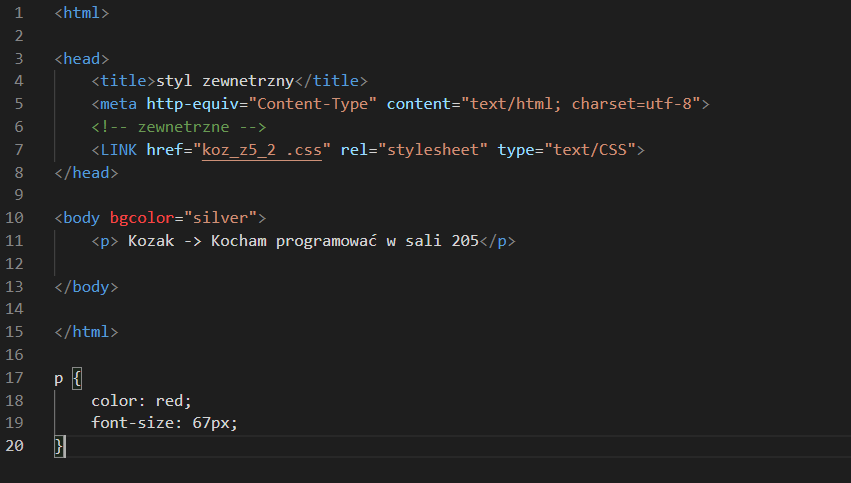 1 <html>
2
3 <head>
4 <title>styl zewnetrzny</title>
5 <meta http-equiv="Content-Type" content="text/html; charset=utf-8">
6 <!-- zewnetrzne -->
7 <LINK href="koz_z5_2 .css" rel="stylesheet" type="text/CSS">
8 </head>
9
10 <body bgcolor="silver">
11 <p> Kozak -> Kocham programować w sali 205</p>
12
13 </body>
14
15 </html>
16
17 p {
18 color: red;
19 font-size: 67px;
20 }